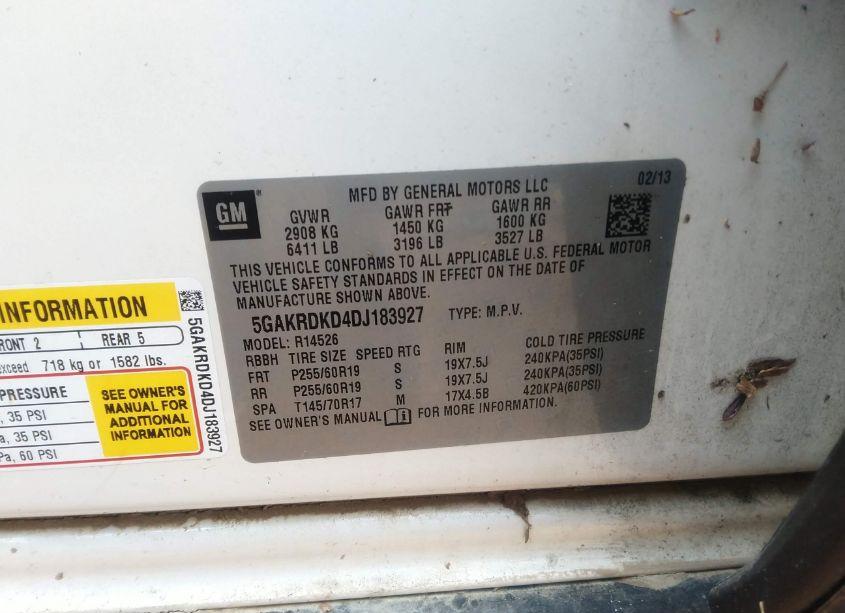 GM
MFD BY GENERAL MOTORS LLC
02/13
GVWR GAWR FRT GAWR RR
2908 KG 1450 KG 1600 KG
6411 LB 3196 LB 3527 LB
THIS VEHICLE CONFORMS TO ALL APPLICABLE U.S. FEDERAL MOTOR
VEHICLE SAFETY STANDARDS IN EFFECT ON THE DATE OF
MANUFACTURE SHOWN ABOVE.
5GAKRDKD4DJ183927 TYPE: M.P.V.
MODEL: R14526
RBBH TIRE SIZE SPEED RTG RIM COLD TIRE PRESSURE
FRT P255/60R19 S 19X7.5J 240KPA(35PSI)
RR P255/60R19 S 19X7.5J 240KPA(35PSI)
SPA T145/70R17 M 17X4.5B 420KPA(60PSI)
SEE OWNER'S MANUAL i FOR MORE INFORMATION.
INFORMATION
RONT 2 REAR 5
exceed 718 kg or 1582 lbs.
PRESSURE
, 35 PSI
a, 35 PSI
Pa, 60 PSI
SEE OWNER'S
MANUAL FOR
ADDITIONAL
INFORMATION
5GAKRDKD4DJ183927